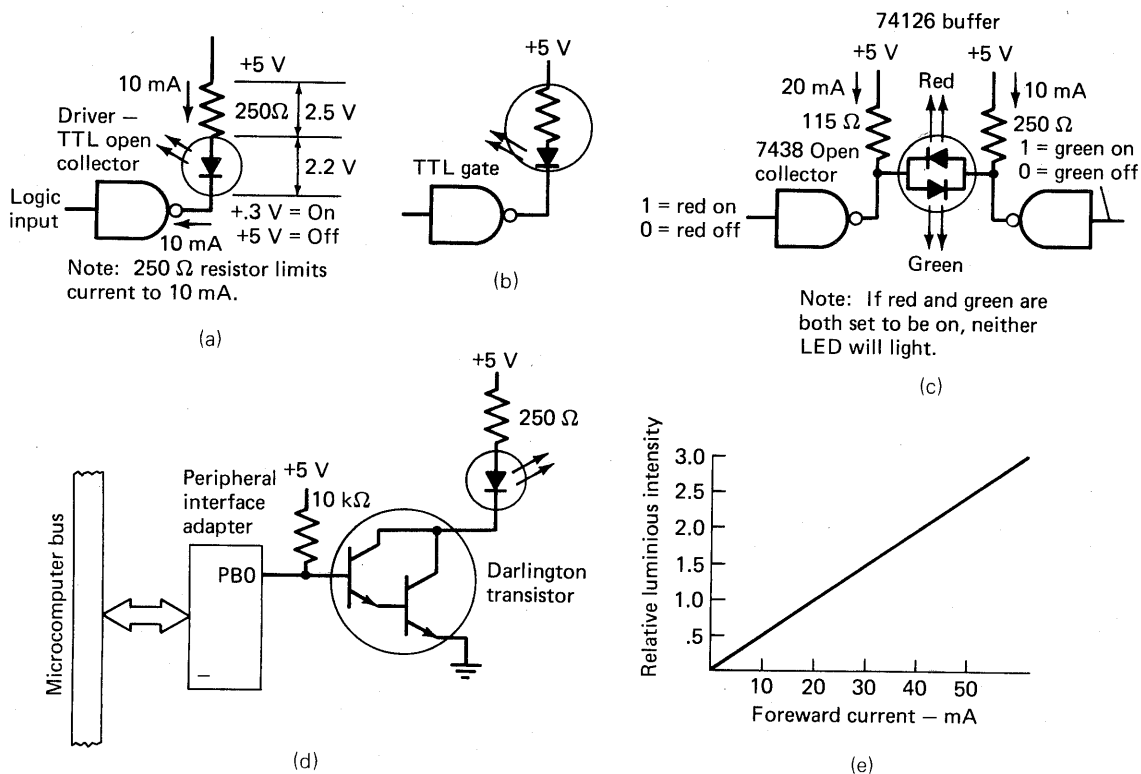 +5 V
10 mA
250Ω
2.5 V
Driver –
TTL open
collector
2.2 V
Logic
input
+.3 V = On
+5 V = Off
10 mA
Note: 250 Ω resistor limits
current to 10 mA.
(a)
+5 V
TTL gate
(b)
74126 buffer
+5 V
+5 V
20 mA
Red
10 mA
115 Ω
250 Ω
7438 Open
collector
1 = green on
0 = green off
1 = red on
0 = red off
Green
Note: If red and green are
both set to be on, neither
LED will light.
(c)
+5 V
250 Ω
Microcomputer bus
Peripheral
interface
adapter
+5 V
10 kΩ
PB0
Darlington
transistor
–
(d)
Relative luminious intensity
3.0
2.5
2.0
1.5
1.0
.5
10 20 30 40 50
Foreward current – mA
(e)